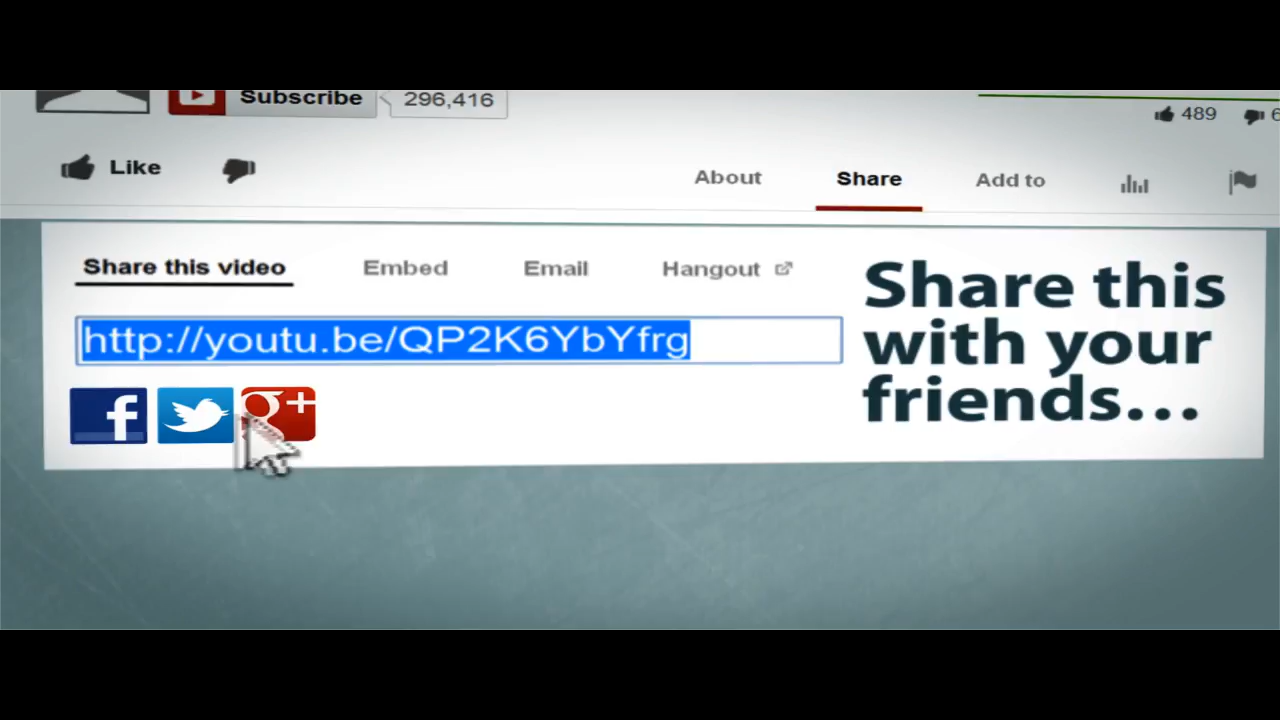 Subscribe 296,416
489
Like
About Share Add to
Share this video Embed Email Hangout
http://youtu.be/QP2K6YbYfrg
f g+
Share this
with your
friends...